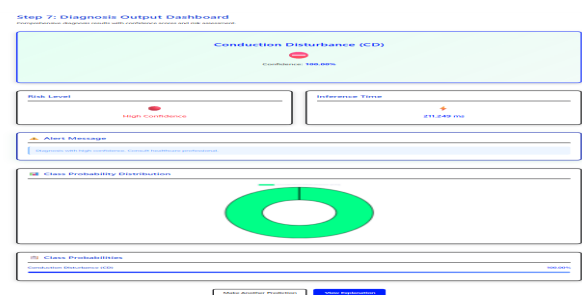 Step 7: Diagnosis Output Dashboard
Comprehensive diagnosis results with confidence scores and risk assessment
Conduction Disturbance (CD)
Confidence: 100.00%
Risk Level
High Confidence
Inference Time
211.245 ms
Alert Message
Diagnosis with high confidence. Consult healthcare professional.
Class Probability Distribution
Class Probabilities
Conduction Disturbance (CD)
100.00%
Make Another Prediction
View Explanation